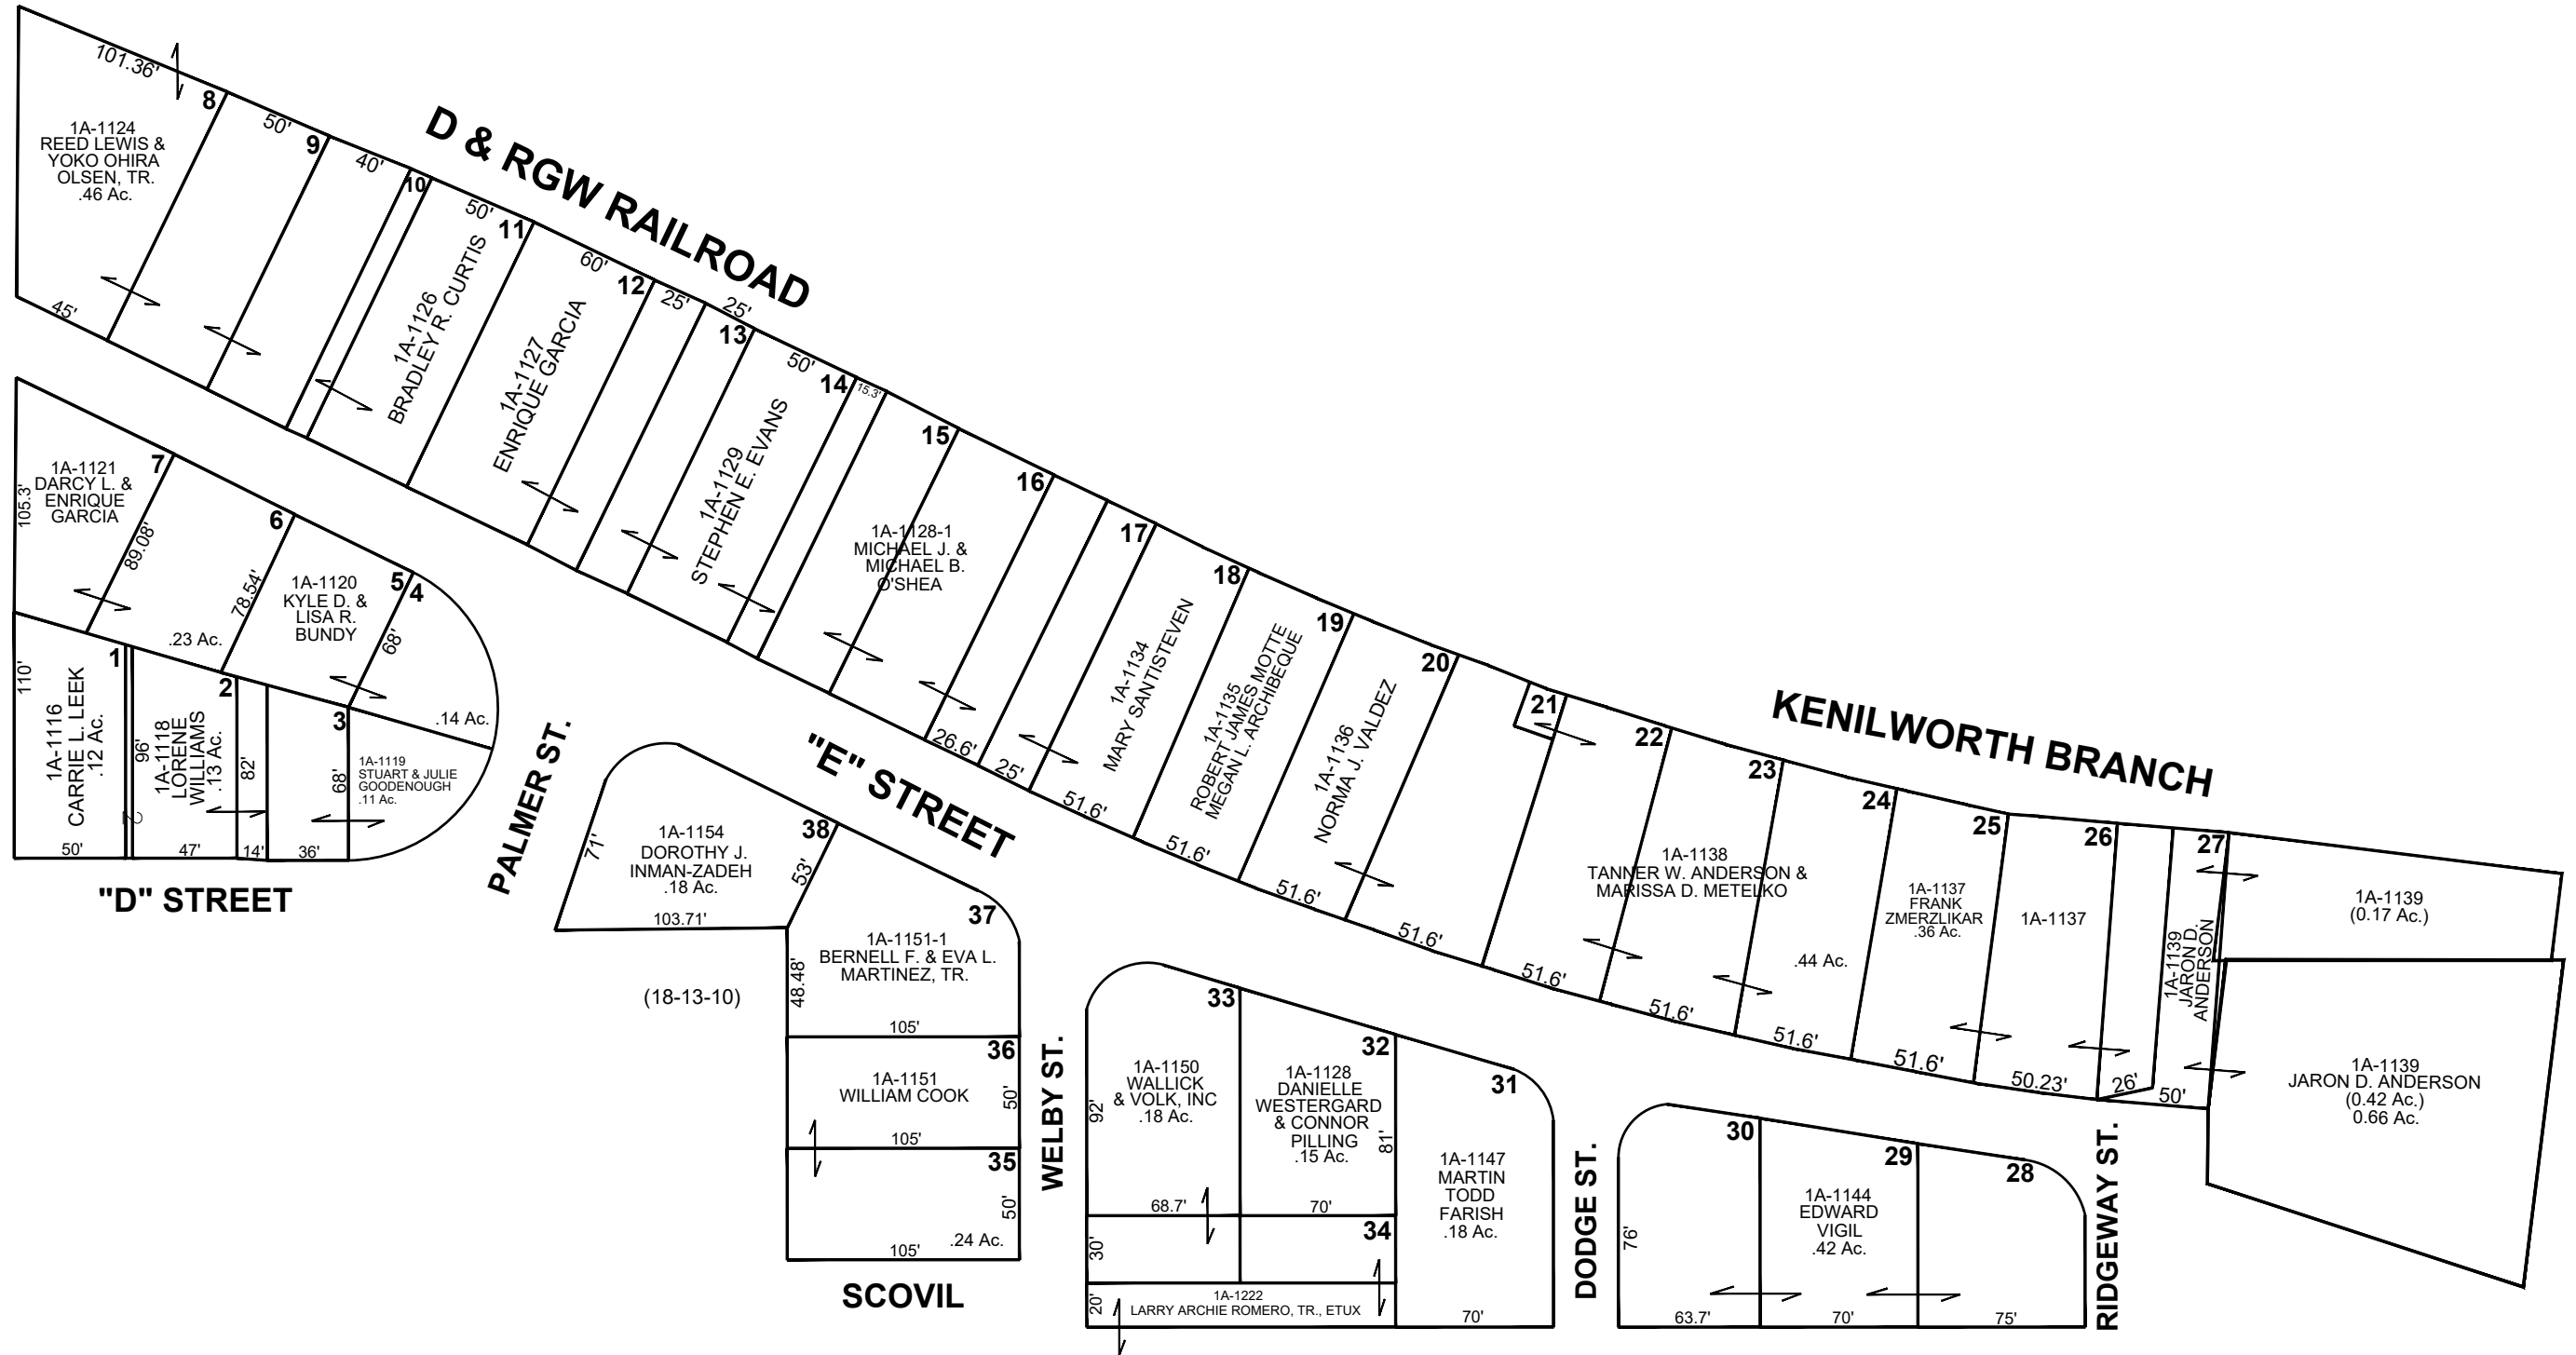 101.36'
8
1A-1124
REED LEWIS &
YOKO OHIRA
OLSEN, TR.
.46 Ac.
45'
50'
9
40'
10
50'
11
1A-1126
BRADLEY R. CURTIS
60'
12
1A-1127
ENRIQUE GARCIA
25'
25'
13
50'
14
1A-1129
STEPHEN E. EVANS
15.3'
15
1A-1128-1
MICHAEL J. &
MICHAEL B.
O'SHEA
16
26.6'
17
25'
18
1A-1134
MARY SANTISTEVEN
51.6'
19
1A-1135
ROBERT JAMES MOTTE
MEGAN L. ARCHIBEQUE
51.6'
20
1A-1136
NORMA J. VALDEZ
51.6'
21
51.6'
22
51.6'
23
1A-1138
TANNER W. ANDERSON &
MARISSA D. METELKO
51.6'
24
.44 Ac.
51.6'
25
1A-1137
FRANK
ZMERZLIKAR
.36 Ac.
51.6'
26
1A-1137
50.23'
27
1A-1139
JARON D.
ANDERSON
26'
50'
1A-1139
(0.17 Ac.)
1A-1139
JARON D. ANDERSON
(0.42 Ac.)
0.66 Ac.
D & RGW RAILROAD
KENILWORTH BRANCH
"E" STREET
1A-1121
DARCY L. &
ENRIQUE
GARCIA
105.3'
7
89.08'
6
78.54'
.23 Ac.
1A-1120
KYLE D. &
LISA R.
BUNDY
5
4
68'
.14 Ac.
110'
1A-1116
CARRIE L. LEEK
.12 Ac.
1
50'
2
96'
1A-1118
LORENE
WILLIAMS
.13 Ac.
2
47'
82'
14'
3
36'
68'
1A-1119
STUART & JULIE
GOODENOUGH
.11 Ac.
"D" STREET
PALMER ST.
71'
1A-1154
DOROTHY J.
INMAN-ZADEH
.18 Ac.
38
53'
103.71'
37
1A-1151-1
BERNELL F. & EVA L.
MARTINEZ, TR.
48.48'
(18-13-10)
105'
36
1A-1151
WILLIAM COOK
50'
105'
35
50'
.24 Ac.
105'
SCOVIL
WELBY ST.
33
1A-1150
WALLICK
& VOLK, INC
.18 Ac.
92'
68.7'
32
1A-1128
DANIELLE
WESTERGARD
& CONNOR
PILLING
.15 Ac.
81'
70'
34
30'
20'
1A-1222
LARRY ARCHIE ROMERO, TR., ETUX
31
1A-1147
MARTIN
TODD
FARISH
.18 Ac.
70'
DODGE ST.
30
76'
63.7'
29
1A-1144
EDWARD
VIGIL
.42 Ac.
70'
28
75'
RIDGEWAY ST.